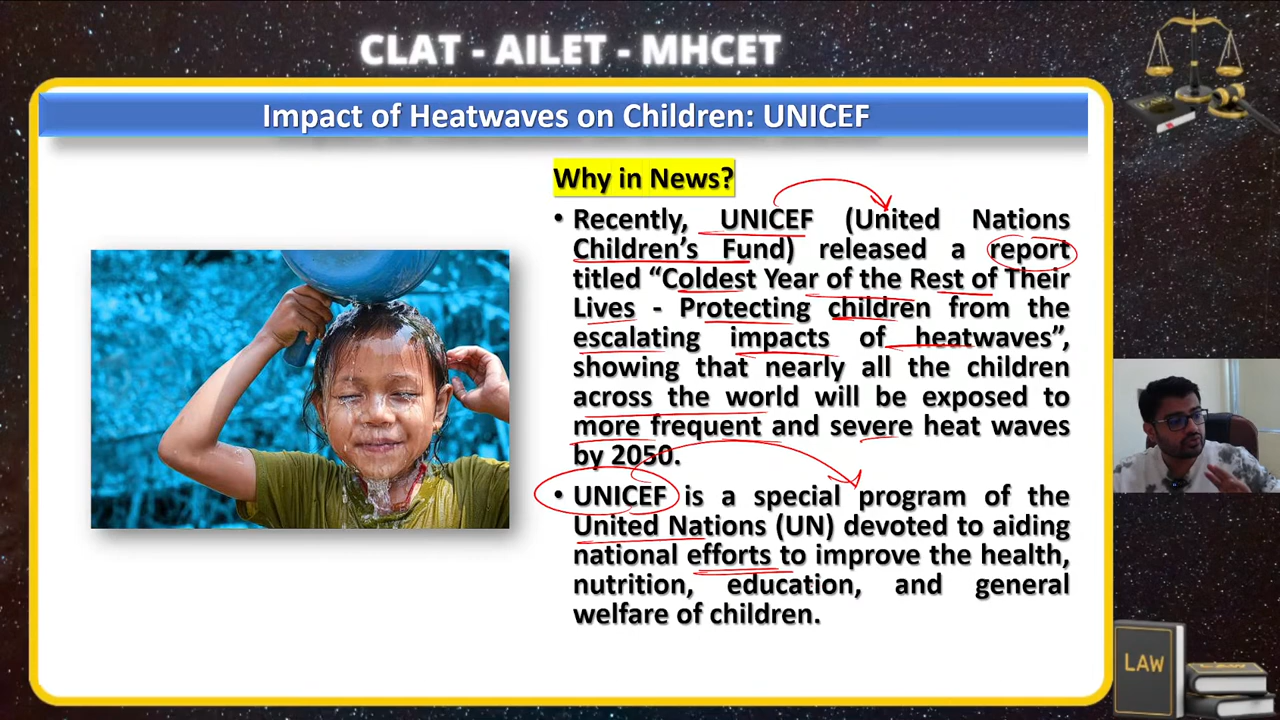 CLAT - AILET - MHCET
Impact of Heatwaves on Children: UNICEF
Why in News?
• Recently, UNICEF (United Nations
Children's Fund) released a report
titled “Coldest Year of the Rest of Their
Lives - Protecting children from the
escalating impacts of heatwaves”,
showing that nearly all the children
across the world will be exposed to
more frequent and severe heat waves
by 2050.
• UNICEF is a special program of the
United Nations (UN) devoted to aiding
national efforts to improve the health,
nutrition, education, and general
welfare of children.
LAW